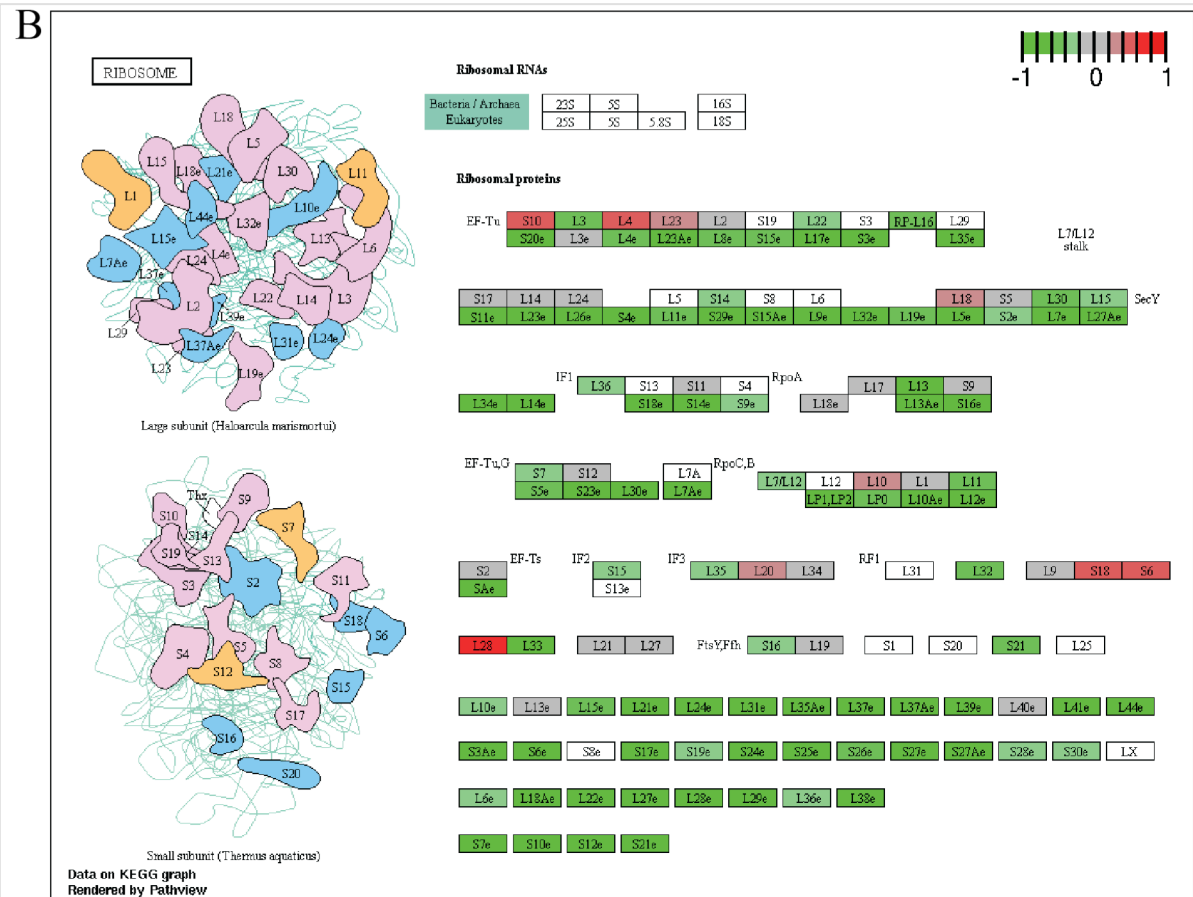 B
RIBOSOME
-1 0 1
Ribosomal RNAs
Bacteria / Archaea 23S 5S 16S
Eukaryotes 25S 5S 5.8S 18S
Ribosomal proteins
EF-Tu S10 L3 L4 L23 L2 S19 L22 S3 RP-L16 L29
S20e L3e L4e L23Ae L8e S15e L17e S3e L35e
L7/L12
stalk
S17 L14 L24 L5 S14 S8 L6 L18 S5 L30 L15 SecY
S11e L23e L26e S4e L11e S29e S15Ae L9e L32e L19e L5e S2e L7e L27Ae
IF1 L36 S13 S11 S4 RpoA L17 L13 S9
L34e L14e S18e S14e S9e L18e L13Ae S16e
EF-Tu,G S7 S12 L7A RpoC,B L7/L12 L12 L10 L1 L11
S5e S23e L30e L7Ae LP1,LP2 LP0 L10Ae L12e
S2 EF-Ts IF2 S15 IF3 L35 L20 L34 RF1 L31 L32 L9 S18 S6
SAe S13e
L28 L33 L21 L27 FtsY,Ffh S16 L19 S1 S20 S21 L25
L10e L13e L15e L21e L24e L31e L35Ae L37e L37Ae L39e L40e L41e L44e
S3Ae S6e S8e S17e S19e S24e S25e S26e S27e S27Ae S28e S30e LX
L6e L18Ae L22e L27e L28e L29e L36e L38e
S7e S10e S12e S21e
L18
L5
L15
L18e
L21e
L30
L11
L1
L10e
L44e
L32e
L15e
L13
L6
L7Ae
L37e
L24
L4e
L2
L22
L14
L3
L39e
L29
L37Ae
L31e
L24e
L23
L19e
Large subunit (Haloarcula marismortui)
Thx
S9
S10
S7
S14
S19
S13
S3
S2
S11
S18
S6
S4
S5
S12
S8
S15
S17
S16
S20
Small subunit (Thermus aquaticus)
Data on KEGG graph
Rendered by Pathview